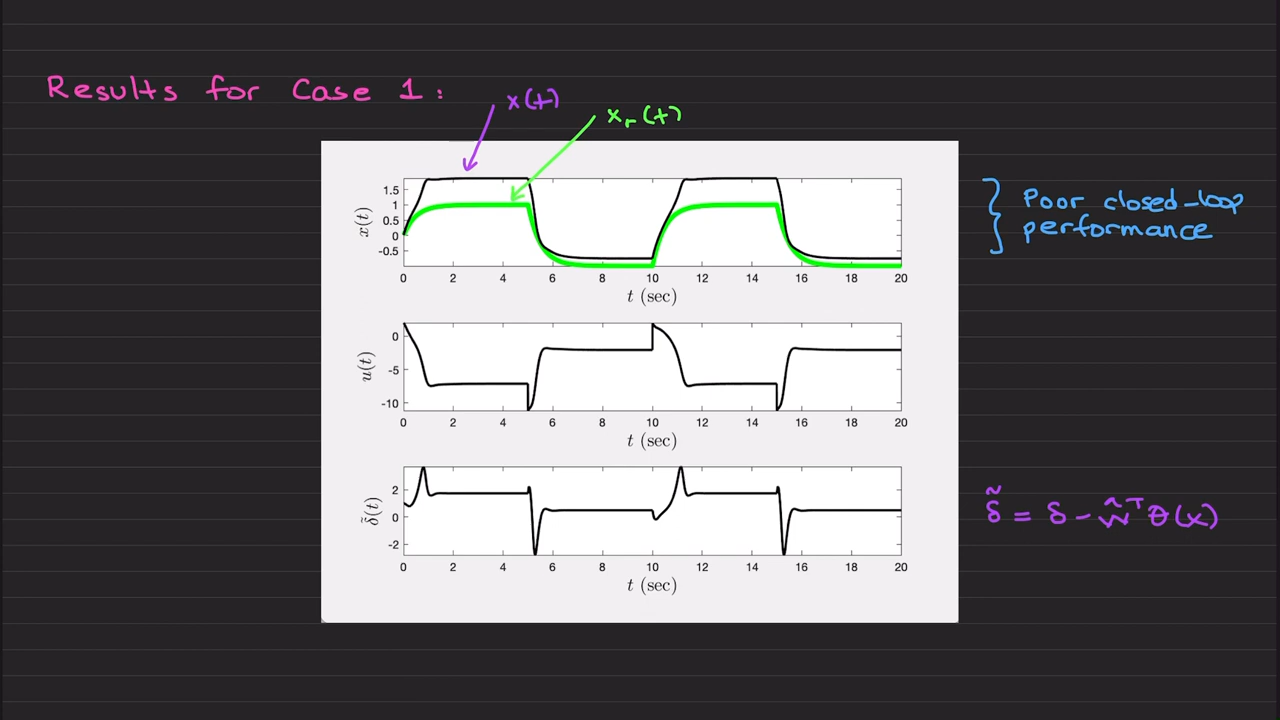 Results for Case 1:
x(t)
xᵣ(t)
1.5
1
0.5
0
-0.5
x(t)
0 2 4 6 8 10 12 14 16 18 20
t (sec)
} Poor closed-loop
performance
0
-5
-10
u(t)
0 2 4 6 8 10 12 14 16 18 20
t (sec)
2
0
-2
δ̃(t)
0 2 4 6 8 10 12 14 16 18 20
t (sec)
δ̃ = δ - ŵᵀθ(x)